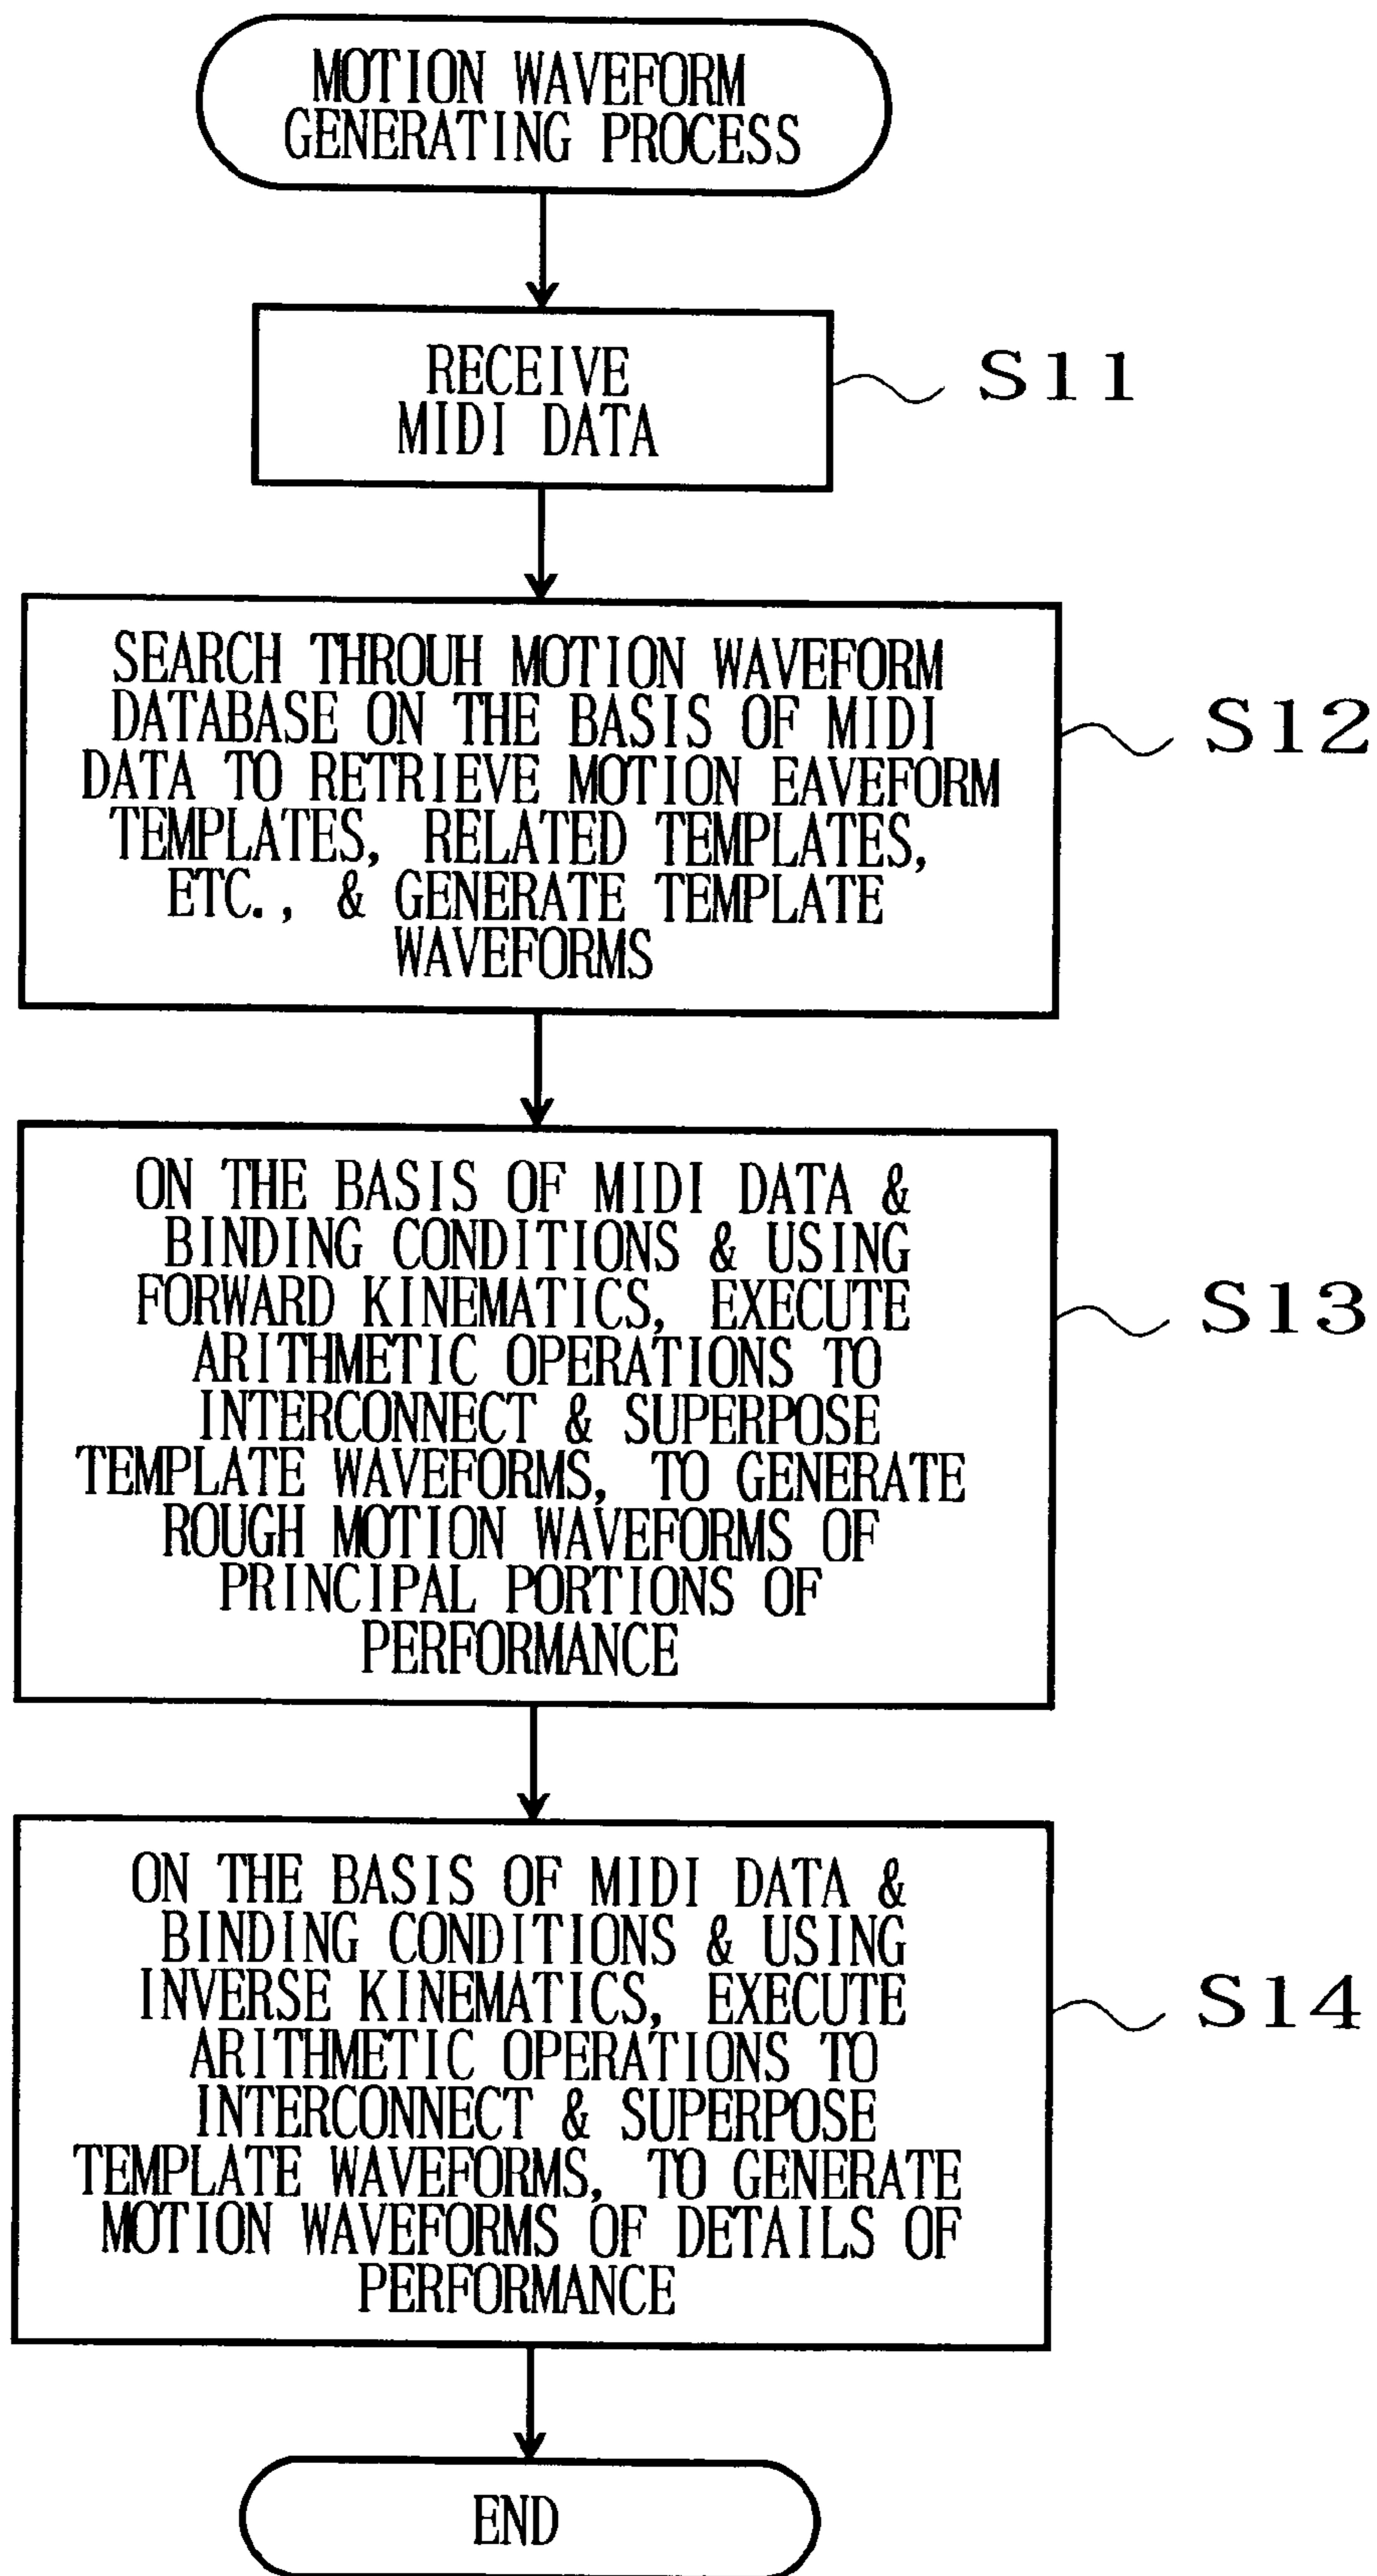 MOTION WAVEFORM
GENERATING PROCESS
RECEIVE
MIDI DATA
S11
SEARCH THROUH MOTION WAVEFORM
DATABASE ON THE BASIS OF MIDI
DATA TO RETRIEVE MOTION EAVEFORM
TEMPLATES, RELATED TEMPLATES,
ETC., & GENERATE TEMPLATE
WAVEFORMS
S12
ON THE BASIS OF MIDI DATA &
BINDING CONDITIONS & USING
FORWARD KINEMATICS, EXECUTE
ARITHMETIC OPERATIONS TO
INTERCONNECT & SUPERPOSE
TEMPLATE WAVEFORMS, TO GENERATE
ROUGH MOTION WAVEFORMS OF
PRINCIPAL PORTIONS OF
PERFORMANCE
S13
ON THE BASIS OF MIDI DATA &
BINDING CONDITIONS & USING
INVERSE KINEMATICS, EXECUTE
ARITHMETIC OPERATIONS TO
INTERCONNECT & SUPERPOSE
TEMPLATE WAVEFORMS, TO GENERATE
MOTION WAVEFORMS OF DETAILS OF
PERFORMANCE
S14
END